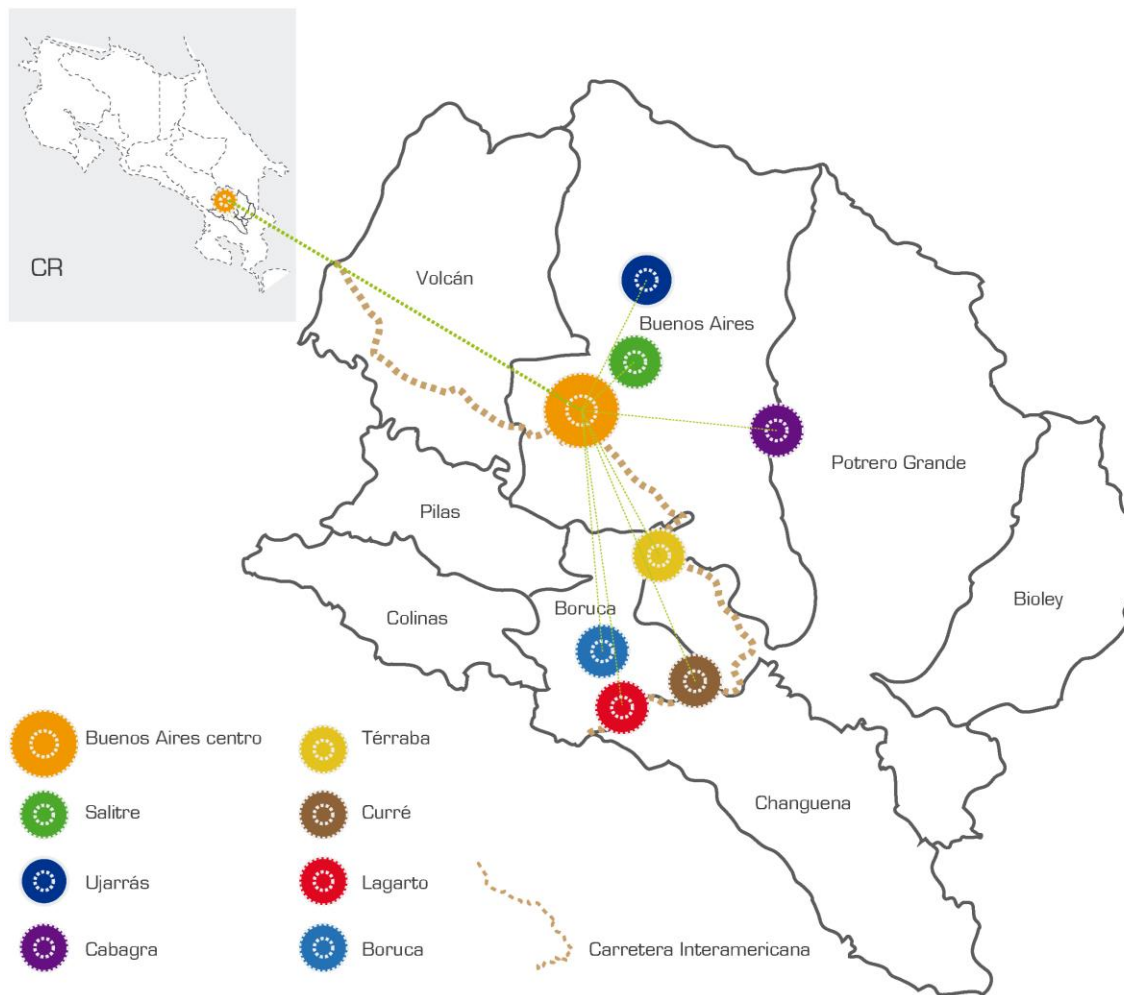 CR
Volcán
Buenos Aires
Potrero Grande
Pilas
Colinas
Boruca
Bioley
Changuena
Buenos Aires centro
Salitre
Ujarrás
Cabagra
Térraba
Curré
Lagarto
Boruca
Carretera Interamericana